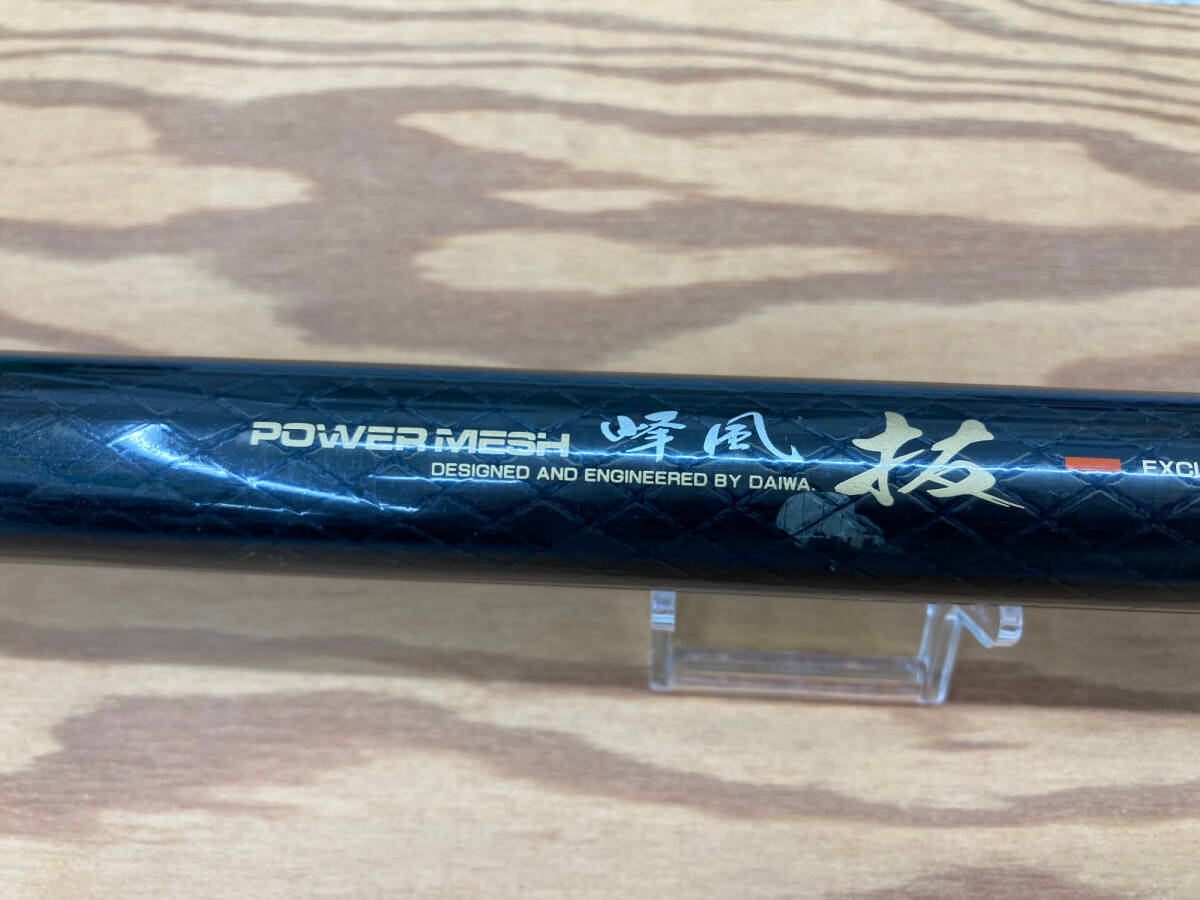 POWER MESH 峰風 抜
DESIGNED AND ENGINEERED BY DAIWA.